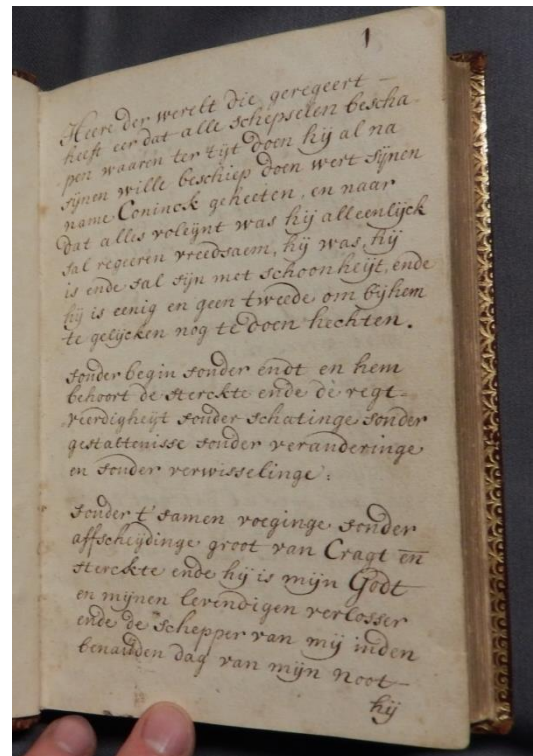 1
Heere der werelt die geregeert –
heeft eer dat alle schepselen bescha-
pen waaren ter tijt doen hij al na
sijnen wille beschiep doen wert sijnen
name Coninck geheeten, en naar
dat alles voleijnt was hij alleenlijck
sal regeeren vreedsaem, hij was, hij
is ende sal sijn met schoonheijt, ende
hij is eenig en geen tweede om bij hem
te gelijcken nog te doen hechten.
sonder begin sonder endt en hem
behoort de sterckte ende de regt-
veerdigheijt sonder schatinge sonder
gestattenisse sonder veranderinge
en sonder verwisselinge:
sonder t'samen voeginge sonder
affscheijdinge groot van Cragt en
sterckte ende hij is mijn Godt
en mijnen levendigen verlosser
ende de schepper van mij inden
benauden dag van mijn noot –
hij